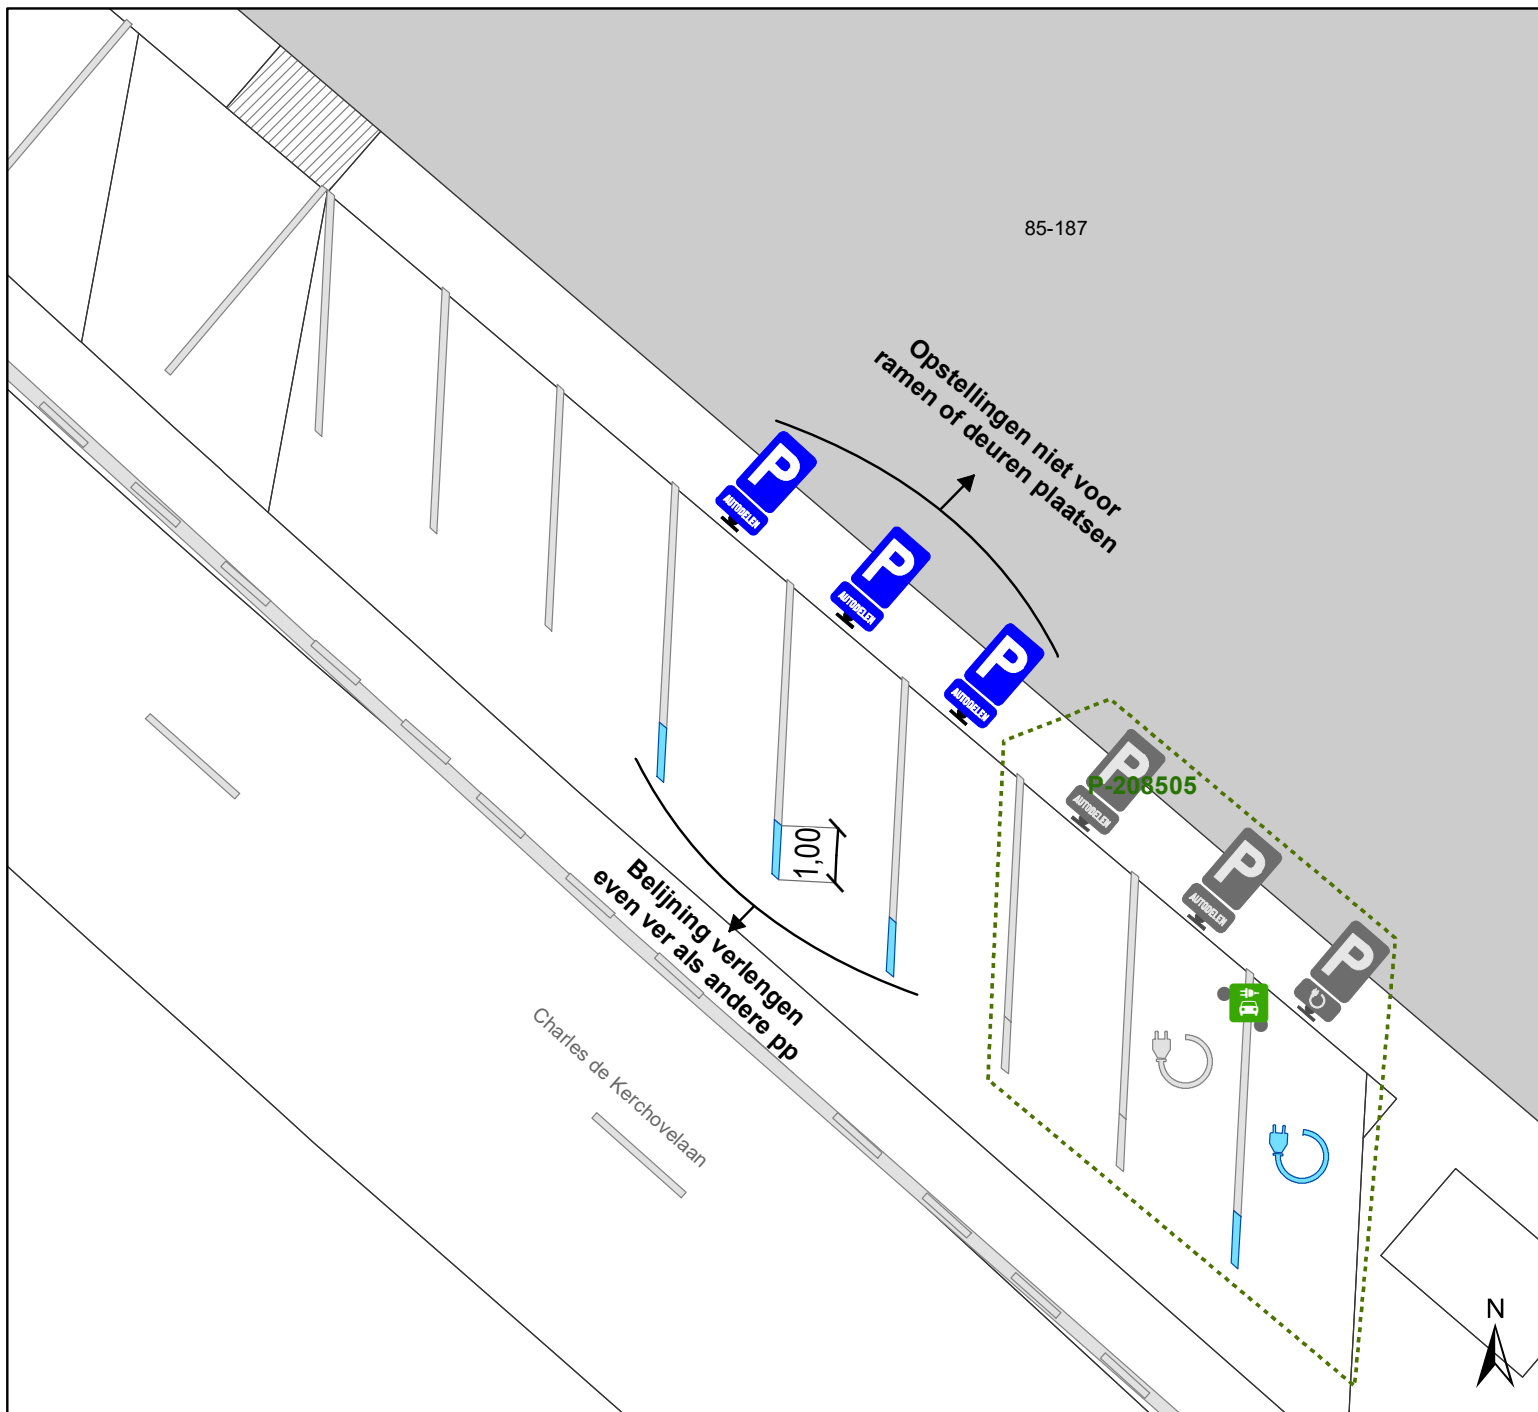 85-187
Opstellingen niet voor
ramen of deuren plaatsen
P
AUTODELEN
P
AUTODELEN
P
AUTODELEN
P
AUTODELEN
P-208505
P
AUTODELEN
P
1,00
Belijning verlengen
even ver als andere pp
Charles de Kerchovelaan
N